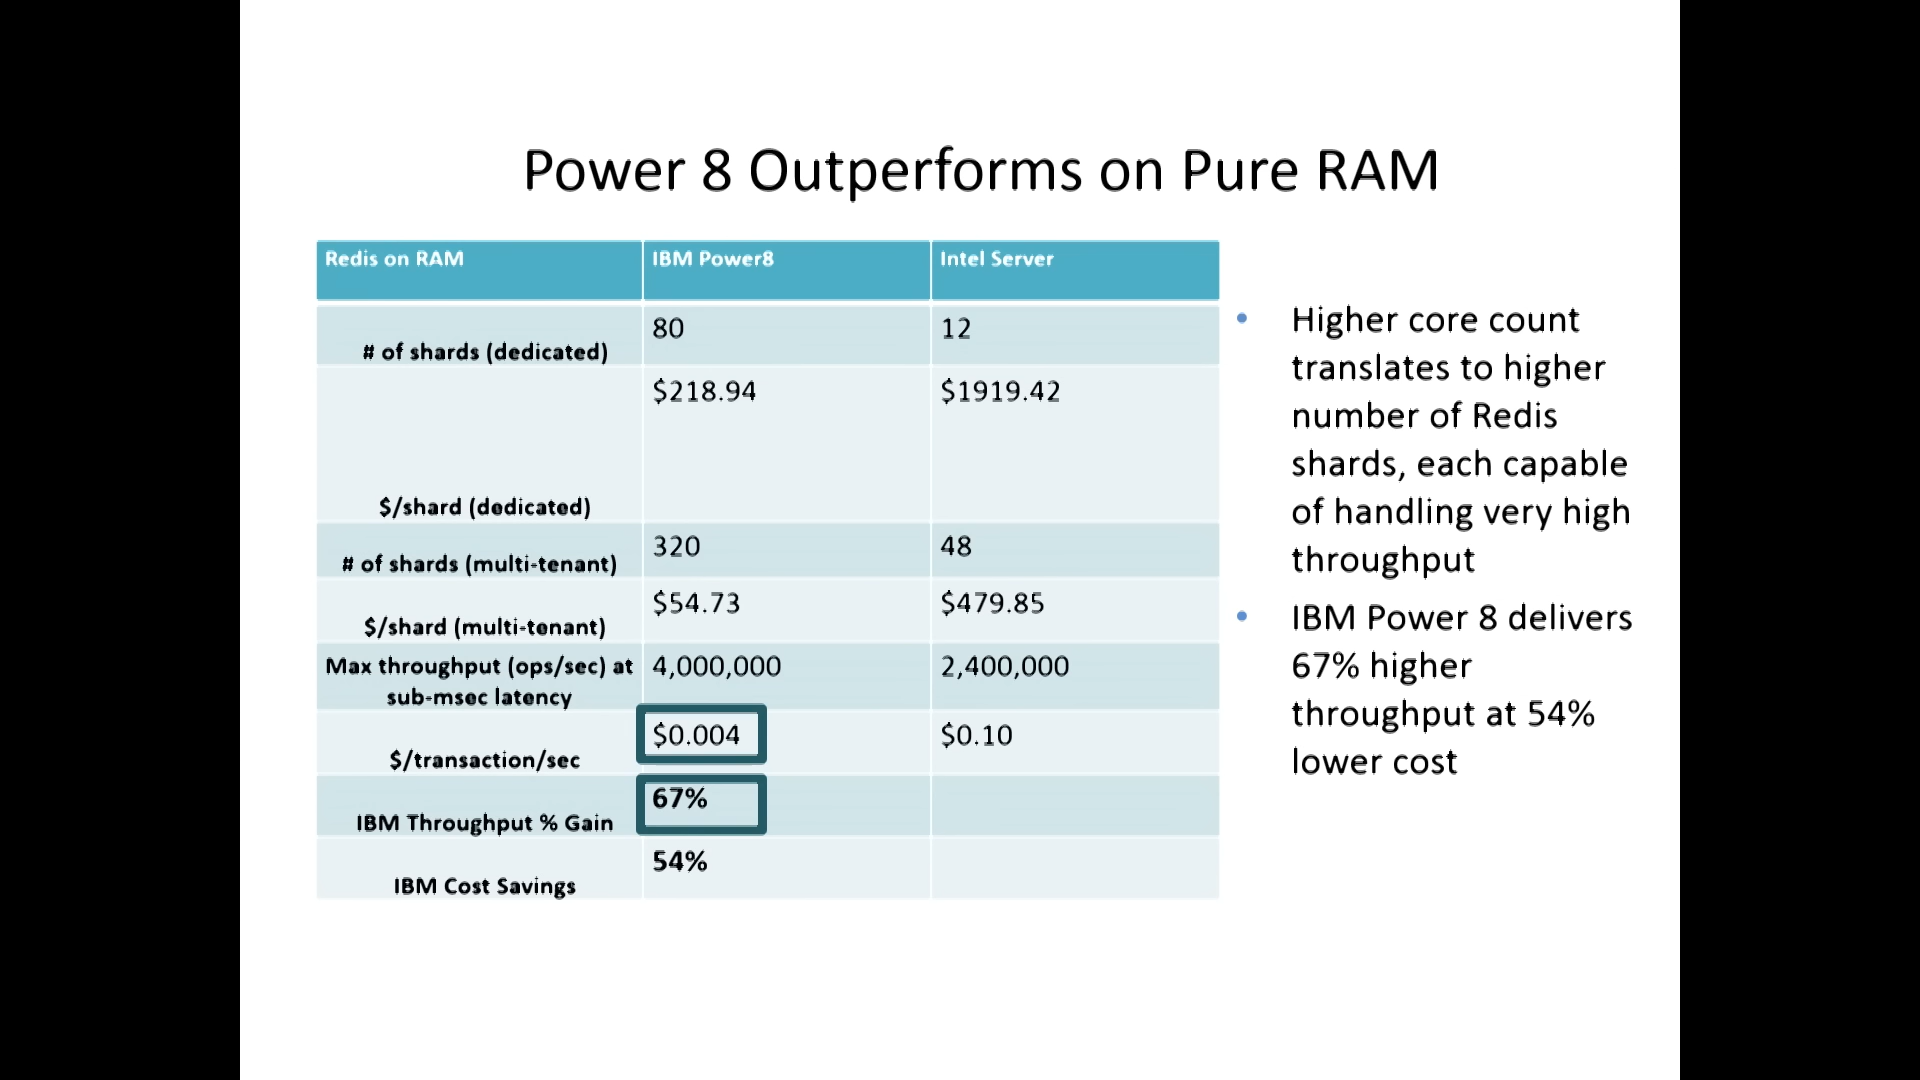 Power 8 Outperforms on Pure RAM
Redis on RAM IBM Power8 Intel Server
# of shards (dedicated) 80 12
$/shard (dedicated) $218.94 $1919.42
# of shards (multi-tenant) 320 48
$/shard (multi-tenant) $54.73 $479.85
Max throughput (ops/sec) at
sub-msec latency 4,000,000 2,400,000
$/transaction/sec $0.004 $0.10
IBM Throughput % Gain 67%
IBM Cost Savings 54%
• Higher core count
translates to higher
number of Redis
shards, each capable
of handling very high
throughput
• IBM Power 8 delivers
67% higher
throughput at 54%
lower cost